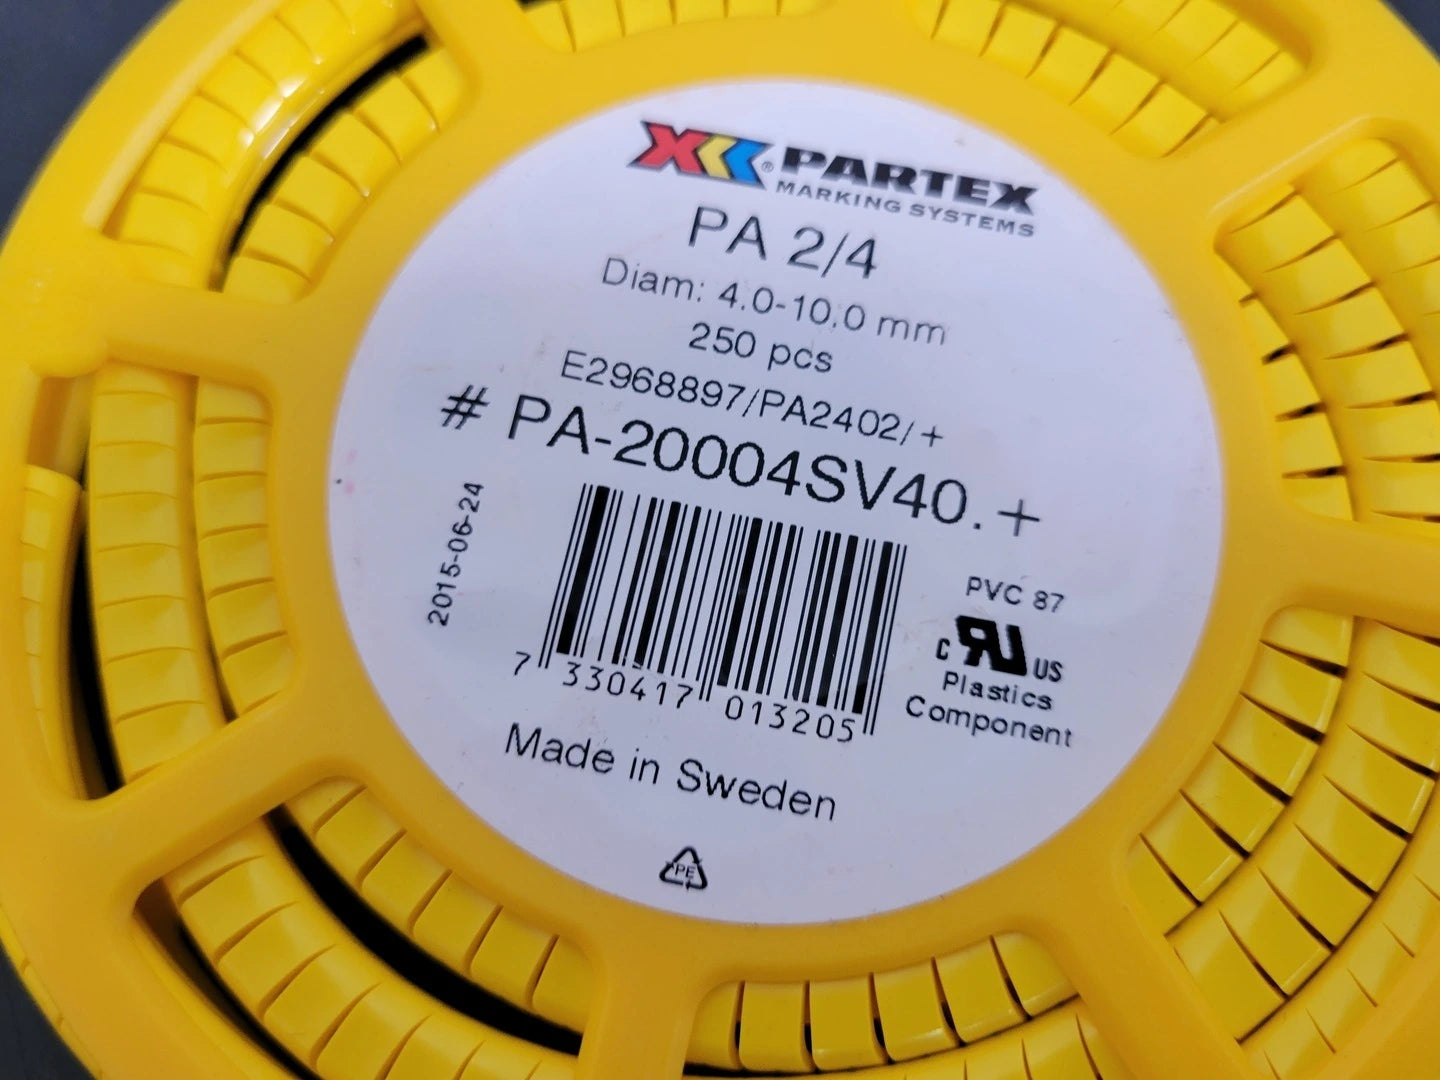 PARTEX
MARKING SYSTEMS
PA 2/4
Diam: 4.0-10.0 mm
250 pcs
E2968897/PA2402/+
# PA-20004SV40.+
2015-06-24
7 330417 013205
PVC 87
c RU US
Plastics
Component
Made in Sweden
PE